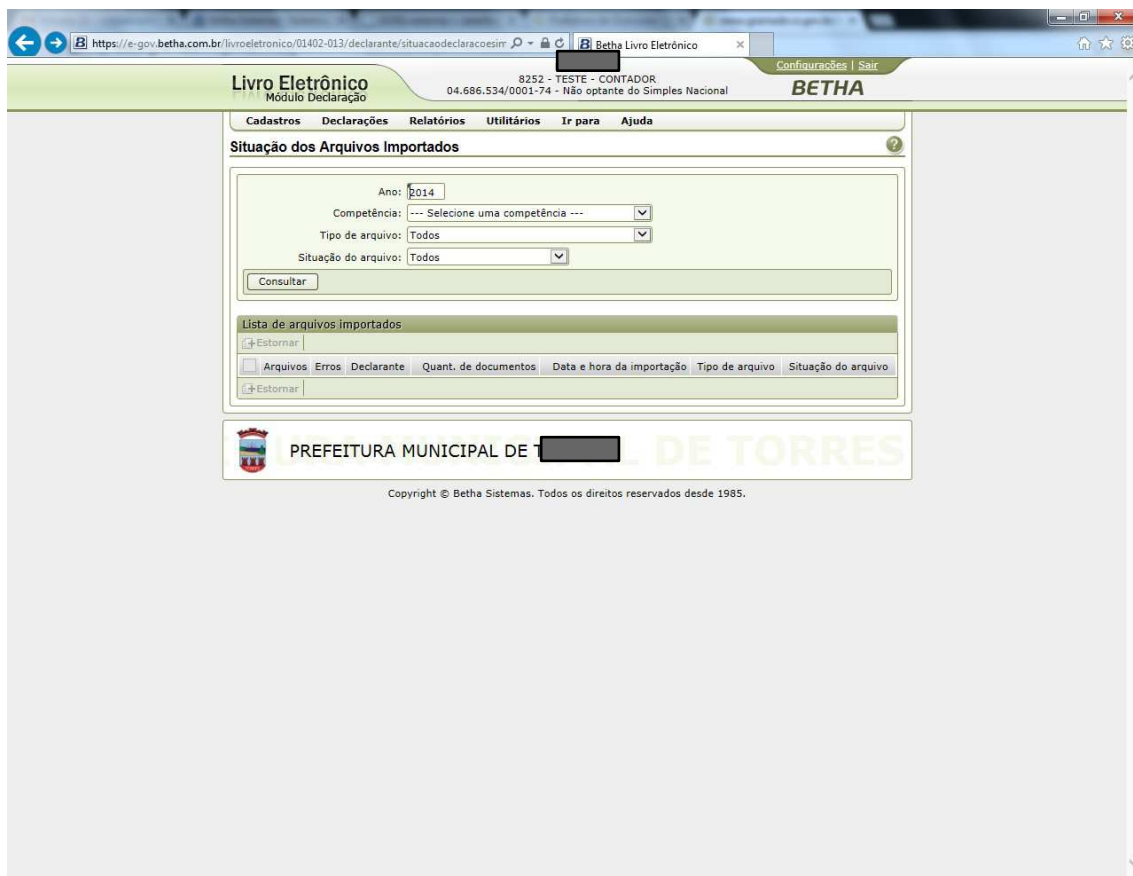 https://e-gov.betha.com.br/livroeletronico/01402-013/declarante/situacaodeclaracoesim
B Betha Livro Eletrônico
Configurações | Sair
Livro Eletrônico
Módulo Declaração
8252 - TESTE - CONTADOR
04.686.534/0001-74 - Não optante do Simples Nacional
BETHA
Cadastros Declarações Relatórios Utilitários Ir para Ajuda
Situação dos Arquivos Importados
Ano: 2014
Competência: --- Selecione uma competência ---
Tipo de arquivo: Todos
Situação do arquivo: Todos
Consultar
Lista de arquivos importados
Estornar
Arquivos Erros Declarante Quant. de documentos Data e hora da importação Tipo de arquivo Situação do arquivo
Estornar
PREFEITURA MUNICIPAL DE T
DE TORRES
Copyright © Betha Sistemas. Todos os direitos reservados desde 1985.